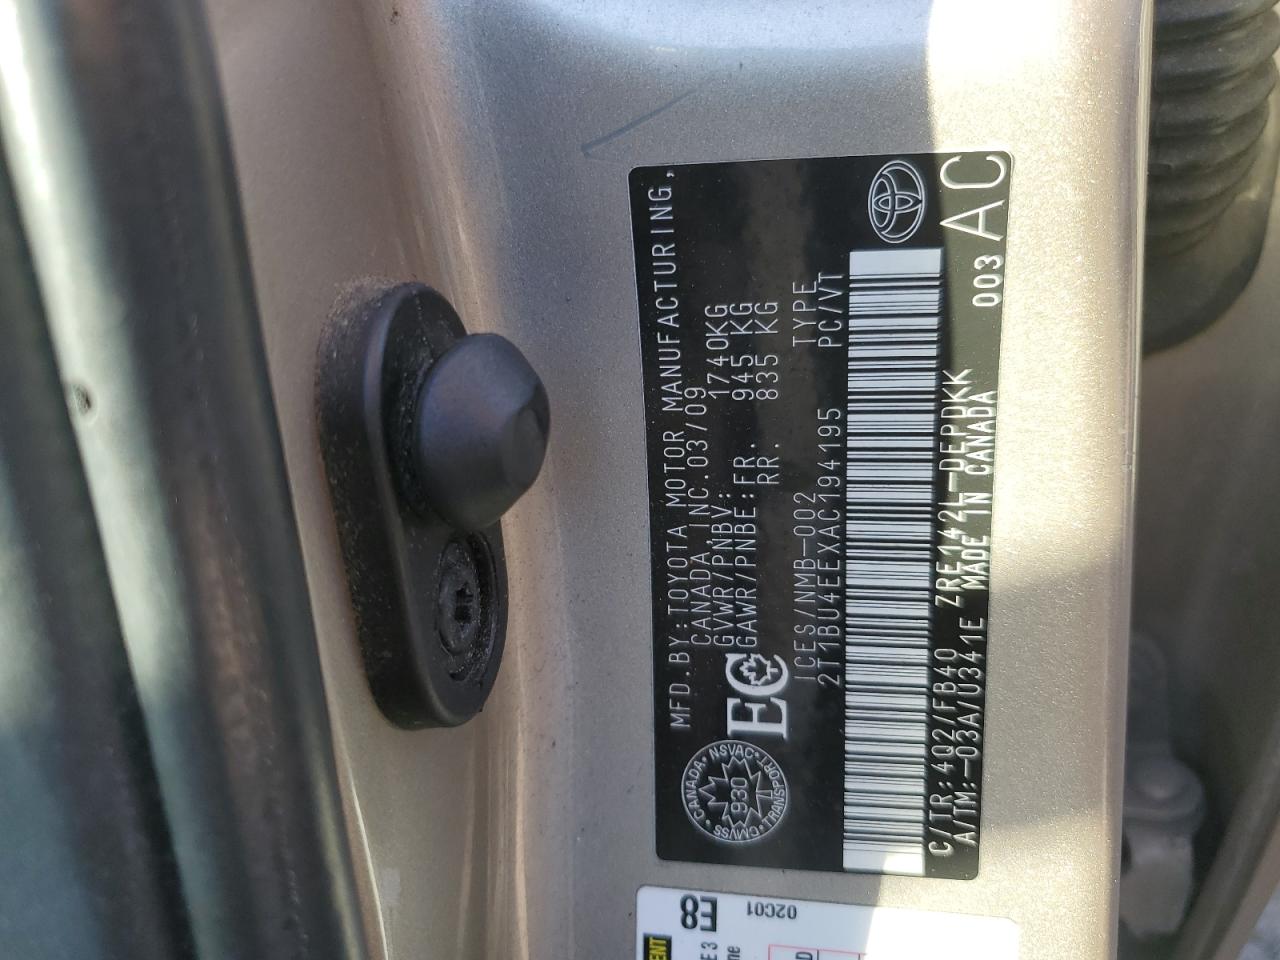 MFD.BY:TOYOTA MOTOR MANUFACTURING,
CANADA,INC.03/09
GVWR/PNBV: 1740KG
GAWR/PNBE:FR. 945 KG
RR. 835 KG
CANADA • NSVAC • TRANSPORT • CMVSS •
930
EC
ICES/NMB-002 TYPE
2T1BU4EEXAC194195 PC/VT
C/TR:4Q2/FB40 ZRE142L-DEPDKK
A/TM:-03A/U341E MADE IN CANADA
003 AC
E8
02C01